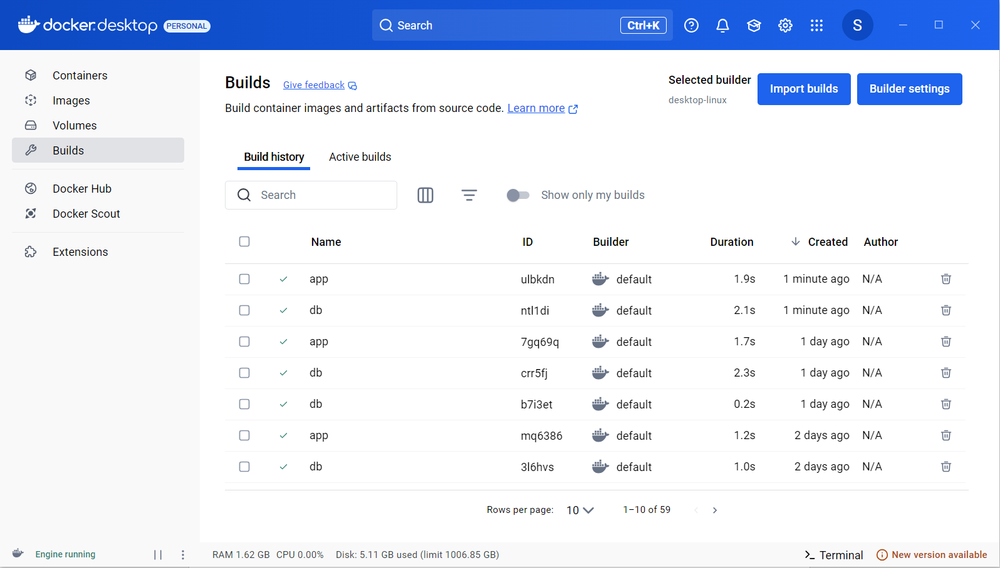 docker.desktop PERSONAL
Search Ctrl+K
S
Containers
Images
Volumes
Builds
Docker Hub
Docker Scout
Extensions
Builds Give feedback
Build container images and artifacts from source code. Learn more
Selected builder
desktop-linux
Import builds
Builder settings
Build history Active builds
Search
Show only my builds
Name ID Builder Duration Created Author
app ulbkdn default 1.9s 1 minute ago N/A
db ntl1di default 2.1s 1 minute ago N/A
app 7gq69q default 1.7s 1 day ago N/A
db crr5fj default 2.3s 1 day ago N/A
db b7i3et default 0.2s 1 day ago N/A
app mq6386 default 1.2s 2 days ago N/A
db 3l6hvs default 1.0s 2 days ago N/A
Rows per page: 10 1–10 of 59
Engine running
RAM 1.62 GB CPU 0.00% Disk: 5.11 GB used (limit 1006.85 GB)
Terminal
New version available